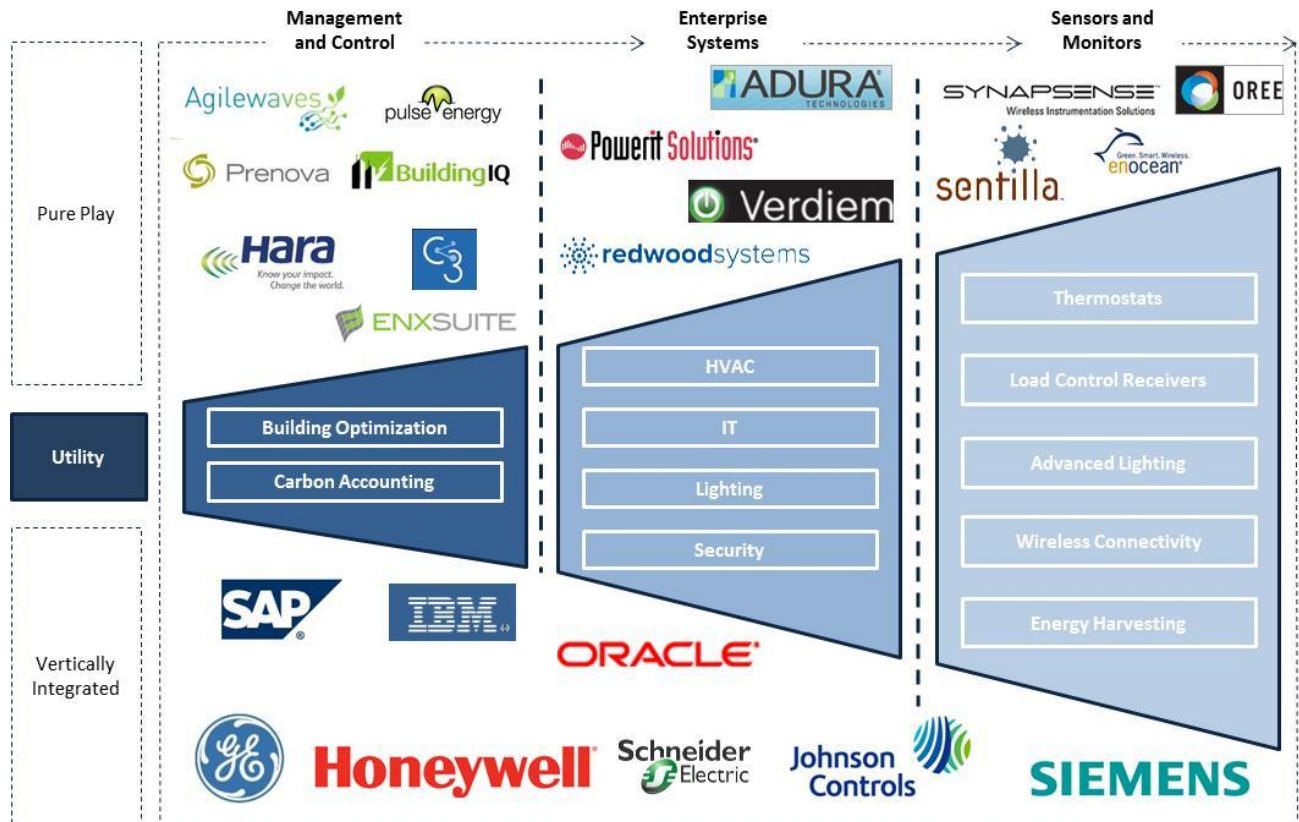 Management
and Control
Enterprise
Systems
Sensors and
Monitors
Pure Play
Utility
Vertically
Integrated
Agilewaves
pulse energy
Prenova
BuildingIQ
Hara
Know your impact.
Change the world.
C3
ENXSUITE
Building Optimization
Carbon Accounting
SAP®
IBM
ADURA®
TECHNOLOGIES
Powerit Solutions®
Verdiem
redwoodsystems
HVAC
IT
Lighting
Security
ORACLE®
SYNAPSENSE™
Wireless Instrumentation Solutions
OREE
sentilla™
Green. Smart. Wireless.
enocean®
Thermostats
Load Control Receivers
Advanced Lighting
Wireless Connectivity
Energy Harvesting
GE
Honeywell
Schneider
Electric
Johnson
Controls
SIEMENS